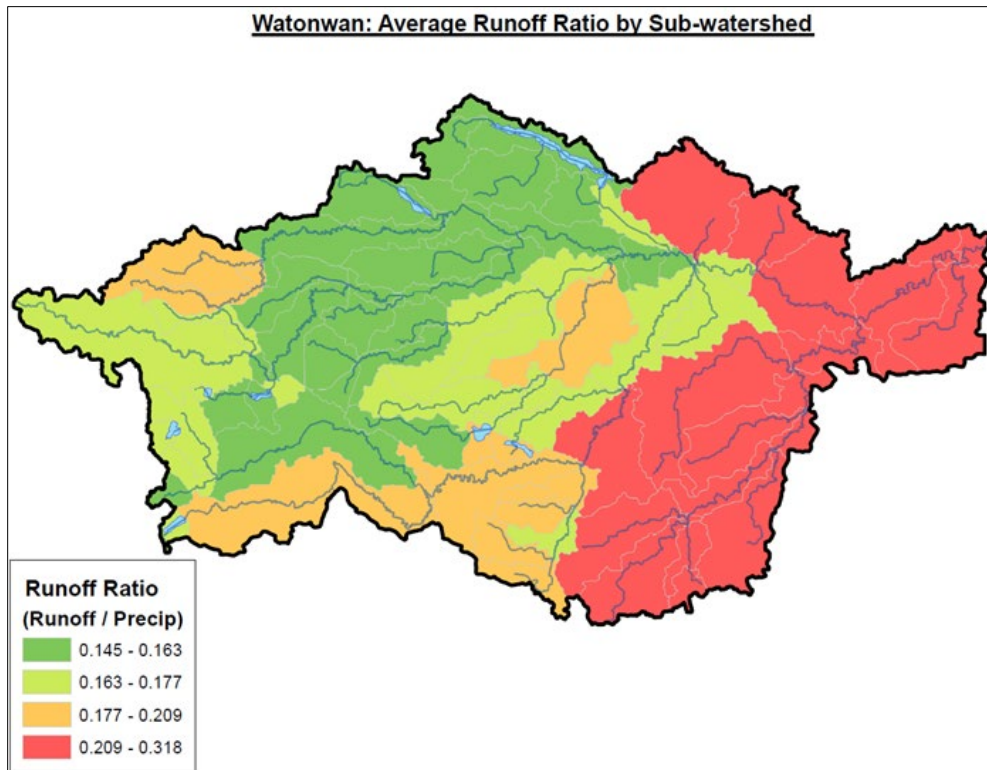 Watonwan: Average Runoff Ratio by Sub-watershed
Runoff Ratio
(Runoff / Precip)
0.145 - 0.163
0.163 - 0.177
0.177 - 0.209
0.209 - 0.318